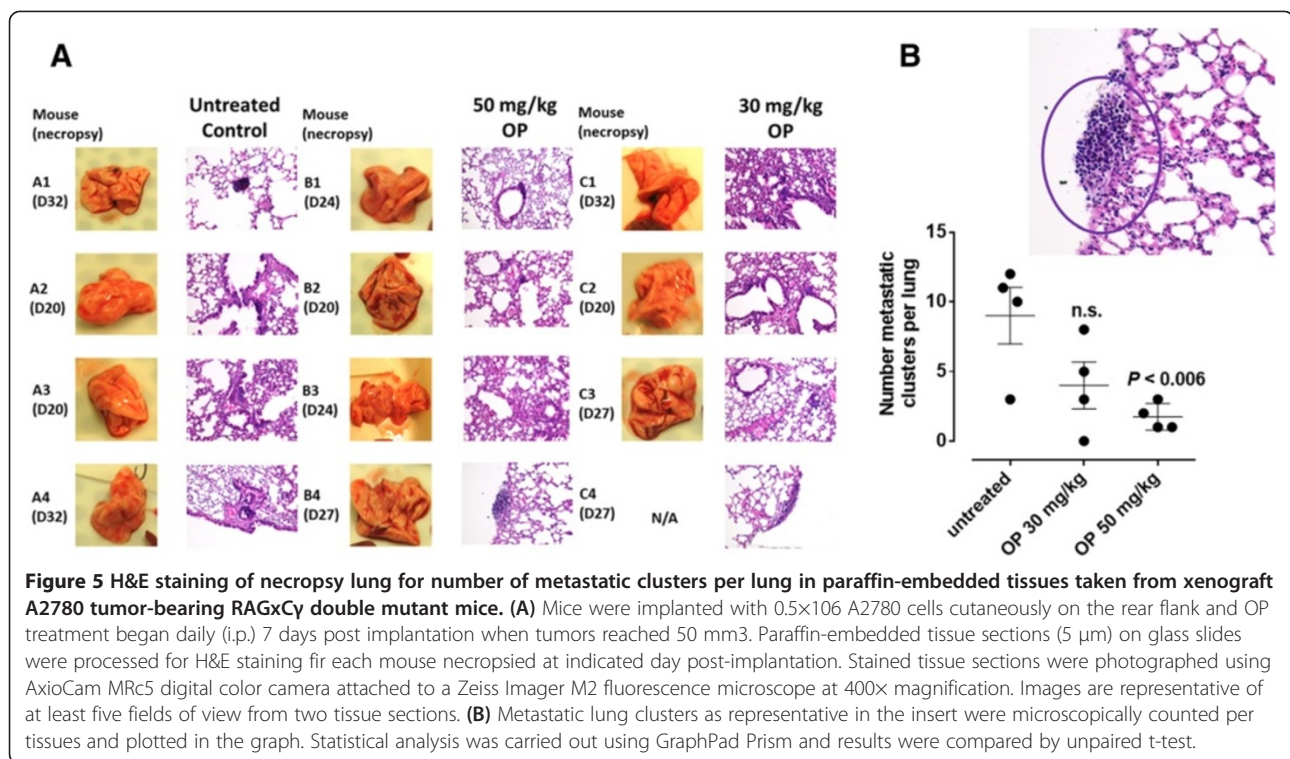 A
Mouse
(necropsy)
Untreated
Control
Mouse
(necropsy)
50 mg/kg
OP
Mouse
(necropsy)
30 mg/kg
OP
A1
(D32)
B1
(D24)
C1
(D32)
A2
(D20)
B2
(D20)
C2
(D20)
A3
(D20)
B3
(D24)
C3
(D27)
A4
(D32)
B4
(D27)
C4
(D27)
N/A
B
Number metastatic
clusters per lung
15
10
5
0
n.s.
P < 0.006
untreated
OP 30 mg/kg
OP 50 mg/kg
Figure 5 H&E staining of necropsy lung for number of metastatic clusters per lung in paraffin-embedded tissues taken from xenograft
A2780 tumor-bearing RAGxCγ double mutant mice. (A) Mice were implanted with 0.5×106 A2780 cells cutaneously on the rear flank and OP
treatment began daily (i.p.) 7 days post implantation when tumors reached 50 mm3. Paraffin-embedded tissue sections (5 μm) on glass slides
were processed for H&E staining fir each mouse necropsied at indicated day post-implantation. Stained tissue sections were photographed using
AxioCam MRc5 digital color camera attached to a Zeiss Imager M2 fluorescence microscope at 400× magnification. Images are representative of
at least five fields of view from two tissue sections. (B) Metastatic lung clusters as representative in the insert were microscopically counted per
tissues and plotted in the graph. Statistical analysis was carried out using GraphPad Prism and results were compared by unpaired t-test.